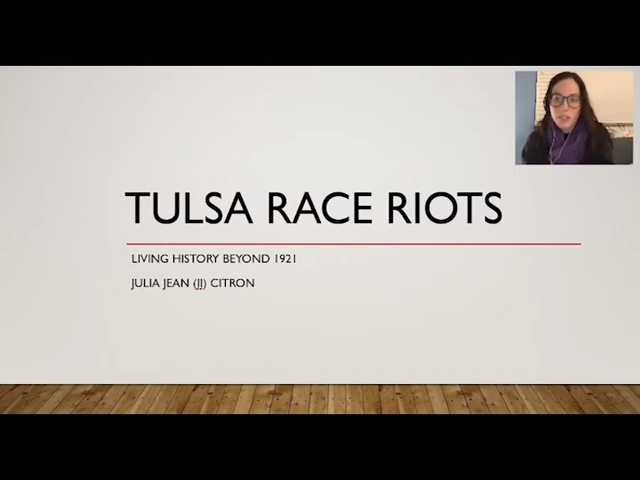 TULSA RACE RIOTS
LIVING HISTORY BEYOND 1921
JULIA JEAN (JJ) CITRON